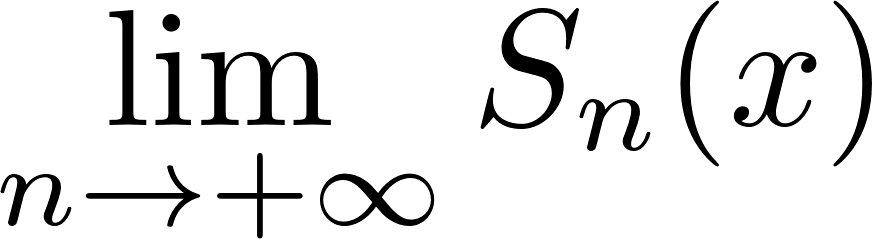 lim S_n(x)
n→+∞